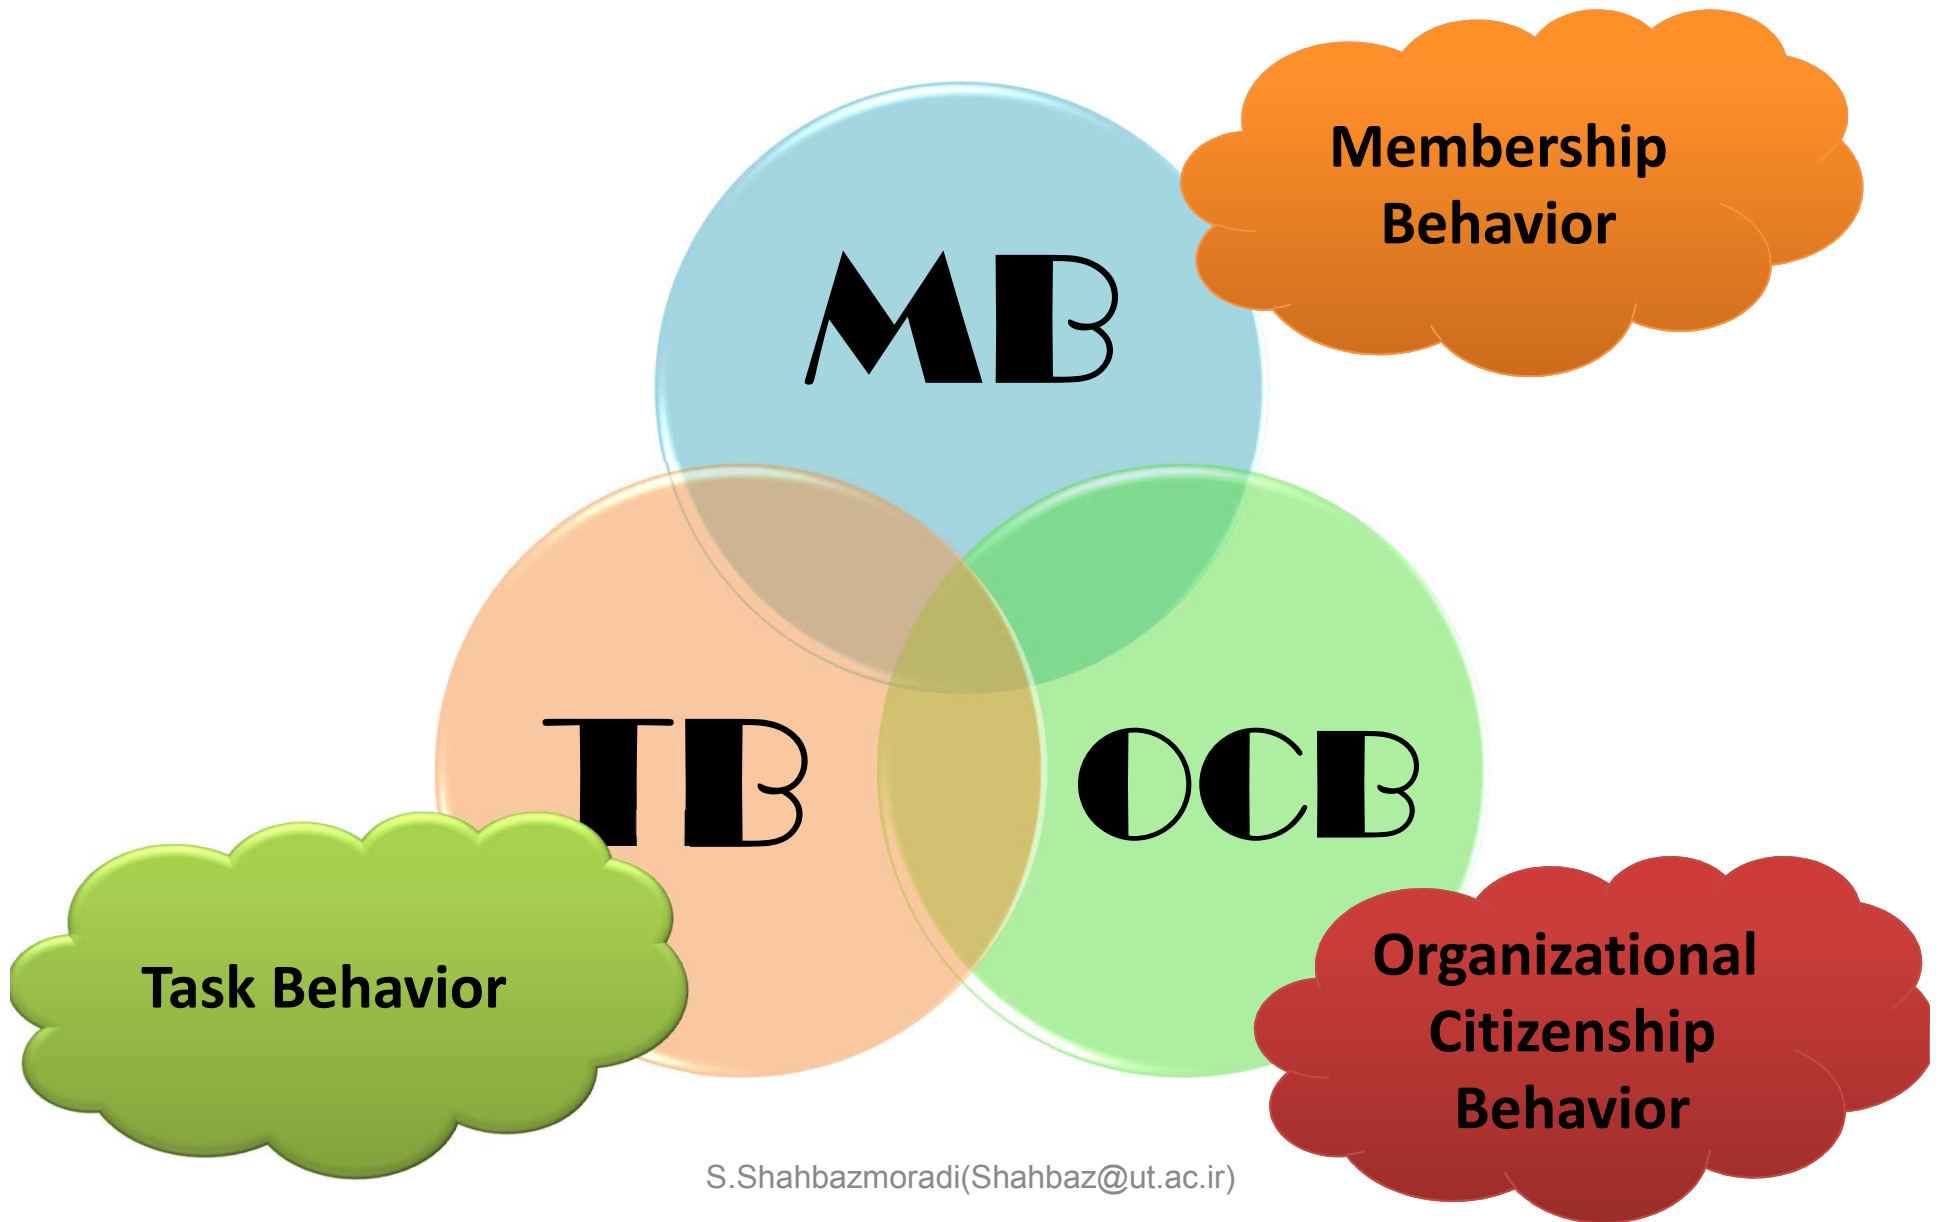 Membership
Behavior
MB
TB
OCB
Task Behavior
Organizational
Citizenship
Behavior
S.Shahbazmoradi(Shahbaz@ut.ac.ir)